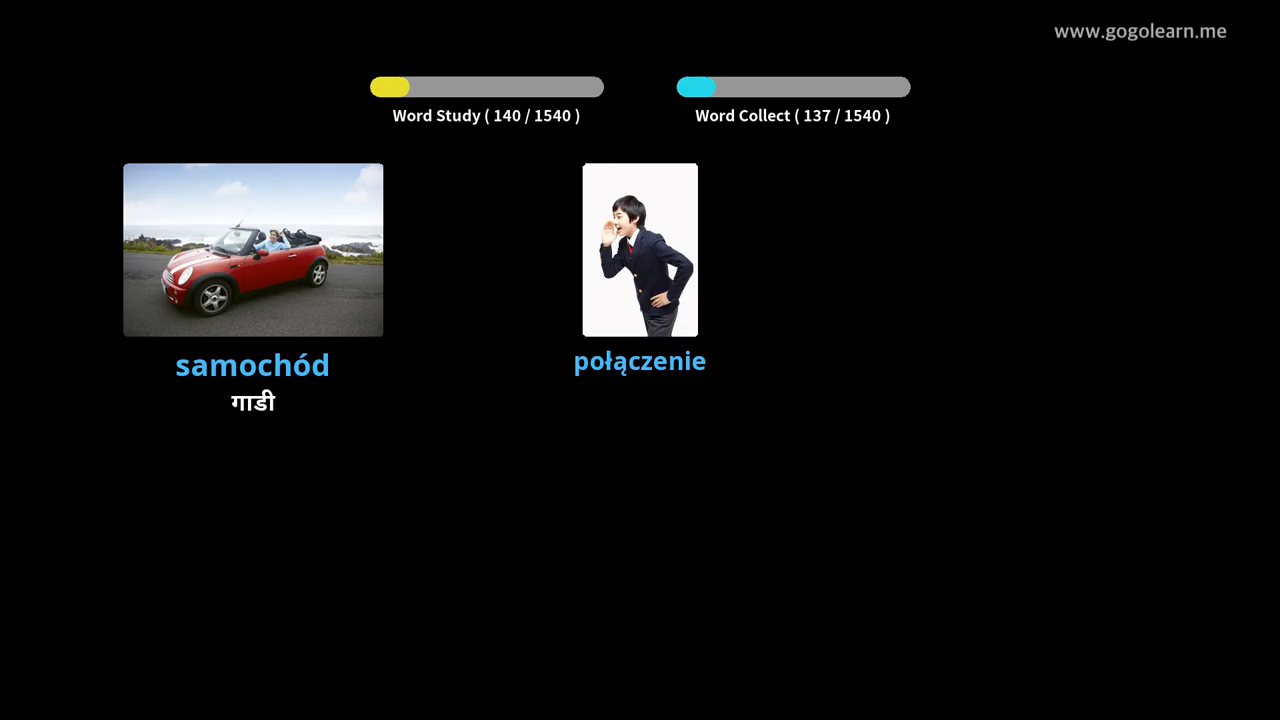 www.gogolearn.me
Word Study ( 140 / 1540 )
Word Collect ( 137 / 1540 )
samochód
गाडी
połączenie